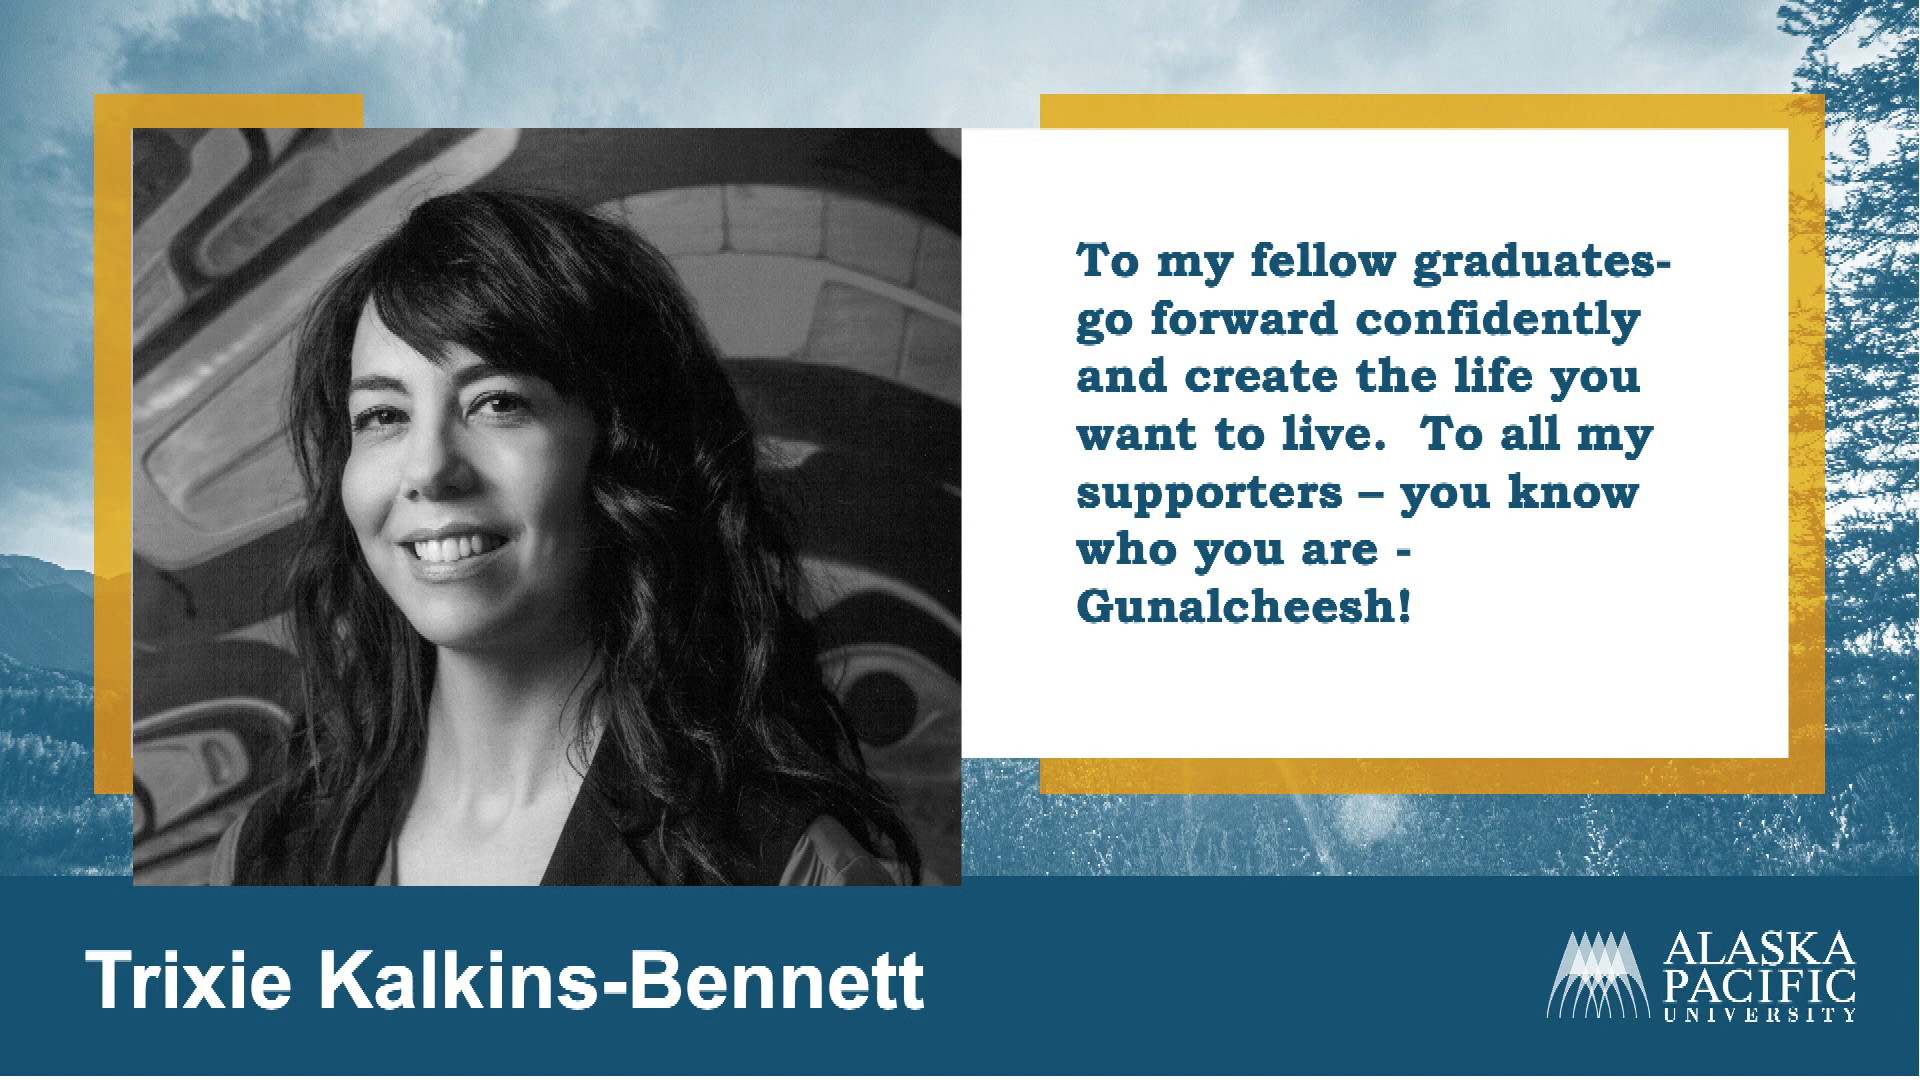 To my fellow graduates-
go forward confidently
and create the life you
want to live.  To all my
supporters – you know
who you are -
Gunalcheesh!
Trixie Kalkins-Bennett
ALASKA
PACIFIC
UNIVERSITY